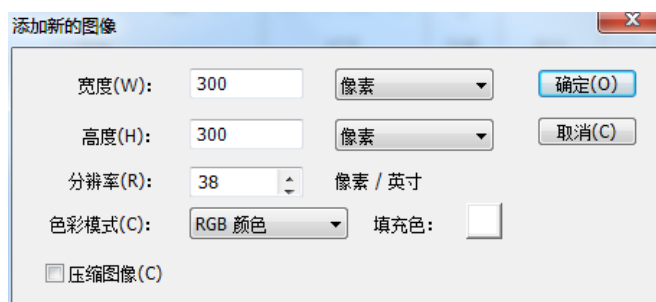 添加新的图像
宽度(W): 300 像素 确定(O)
高度(H): 300 像素 取消(C)
分辨率(R): 38 像素 / 英寸
色彩模式(C): RGB 颜色 填充色:
压缩图像(C)